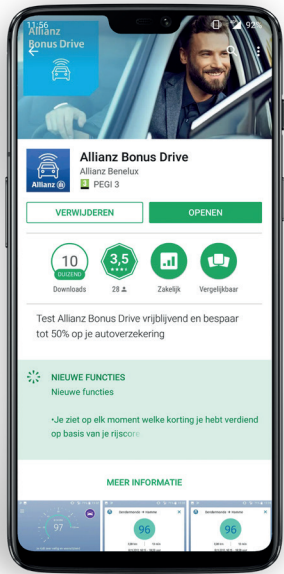 11:56
92%
Allianz
Bonus Drive
Allianz Bonus Drive
Allianz Benelux
PEGI 3
Allianz
VERWIJDEREN
OPENEN
10
DUIZEND
3,5
Downloads
28
Zakelijk
Vergelijkbaar
Test Allianz Bonus Drive vrijblijvend en bespaar
tot 50% op je autoverzekering
NIEUWE FUNCTIES
Nieuwe functies
•Je ziet op elk moment welke korting je hebt verdiend
op basis van je rijscore
MEER INFORMATIE
97
96
96